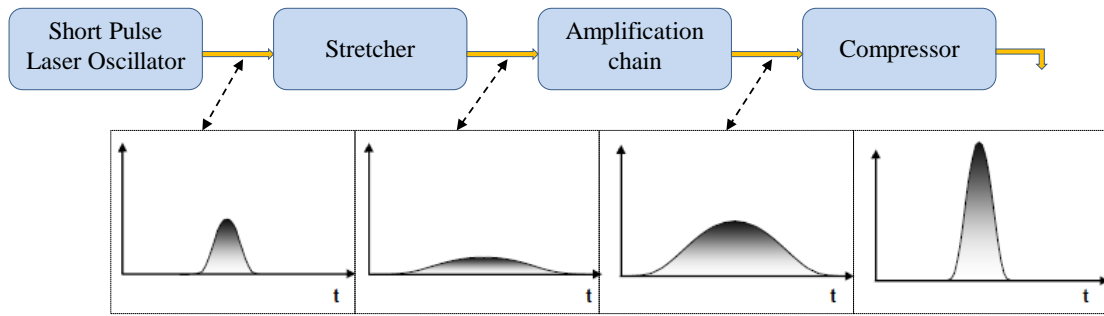 Short Pulse
Laser Oscillator
Stretcher
Amplification
chain
Compressor
t
t
t
t